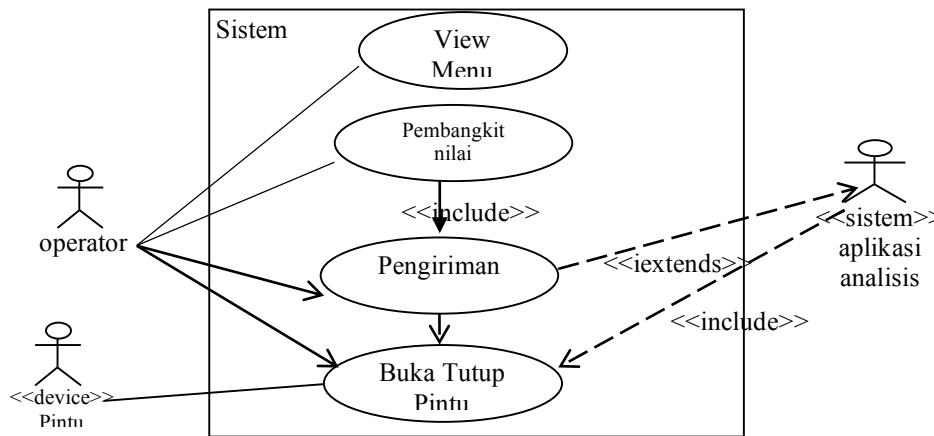 Sistem
View
Menu
Pembangkit
nilai
<<include>>
operator
Pengiriman
<<sistem>>
aplikasi
analisis
<<iextends>>
<<include>>
Buka Tutup
Pintu
<<device>>
Pintu